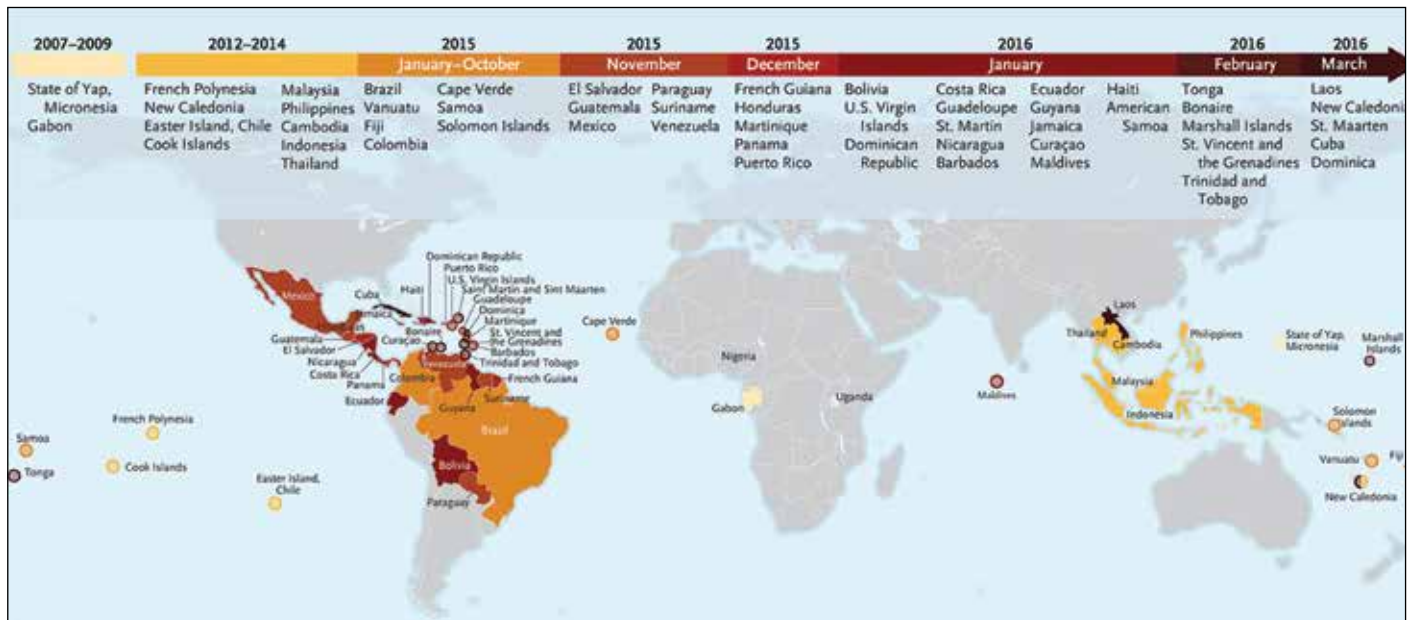 2007–2009
2012–2014
2015
2015
2015
2016
2016
2016
January–October
November
December
January
February
March
State of Yap,
Micronesia
Gabon
French Polynesia
New Caledonia
Easter Island, Chile
Cook Islands
Malaysia
Philippines
Cambodia
Indonesia
Thailand
Brazil
Vanuatu
Fiji
Colombia
Cape Verde
Samoa
Solomon Islands
El Salvador
Guatemala
Mexico
Paraguay
Suriname
Venezuela
French Guiana
Honduras
Martinique
Panama
Puerto Rico
Bolivia
U.S. Virgin
Islands
Dominican
Republic
Costa Rica
Guadeloupe
St. Martin
Nicaragua
Barbados
Ecuador
Guyana
Jamaica
Curaçao
Maldives
Haiti
American
Samoa
Tonga
Bonaire
Marshall Islands
St. Vincent and
the Grenadines
Trinidad and
Tobago
Laos
New Caledonia
St. Maarten
Cuba
Dominica
Dominican Republic
Puerto Rico
U.S. Virgin Islands
Saint Martin and Sint Maarten
Guadeloupe
Dominica
Martinique
St. Vincent and
the Grenadines
Barbados
Trinidad and Tobago
Mexico
Cuba
Haiti
Jamaica
Bonaire
Curaçao
Guatemala
El Salvador
Nicaragua
Costa Rica
Panama
Colombia
Venezuela
French Guiana
Suriname
Guyana
Ecuador
Brazil
Bolivia
Paraguay
French Polynesia
Samoa
Tonga
Cook Islands
Easter Island,
Chile
Cape Verde
Nigeria
Gabon
Uganda
Maldives
Laos
Thailand
Cambodia
Philippines
Malaysia
Indonesia
State of Yap,
Micronesia
Marshall
Islands
Solomon
Islands
Vanuatu
Fiji
New Caledonia